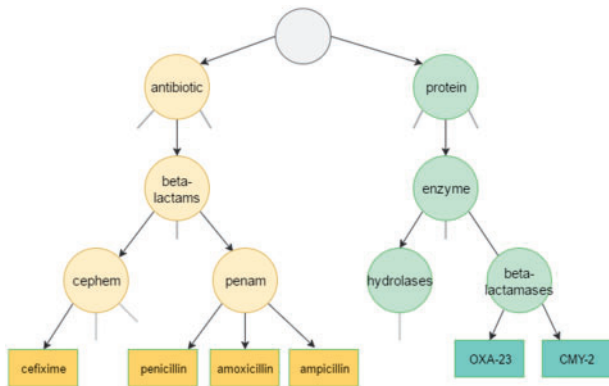 antibiotic
protein
beta-
lactams
enzyme
cephem
penam
hydrolases
beta-
lactamases
cefixime
penicillin
amoxicillin
ampicillin
OXA-23
CMY-2